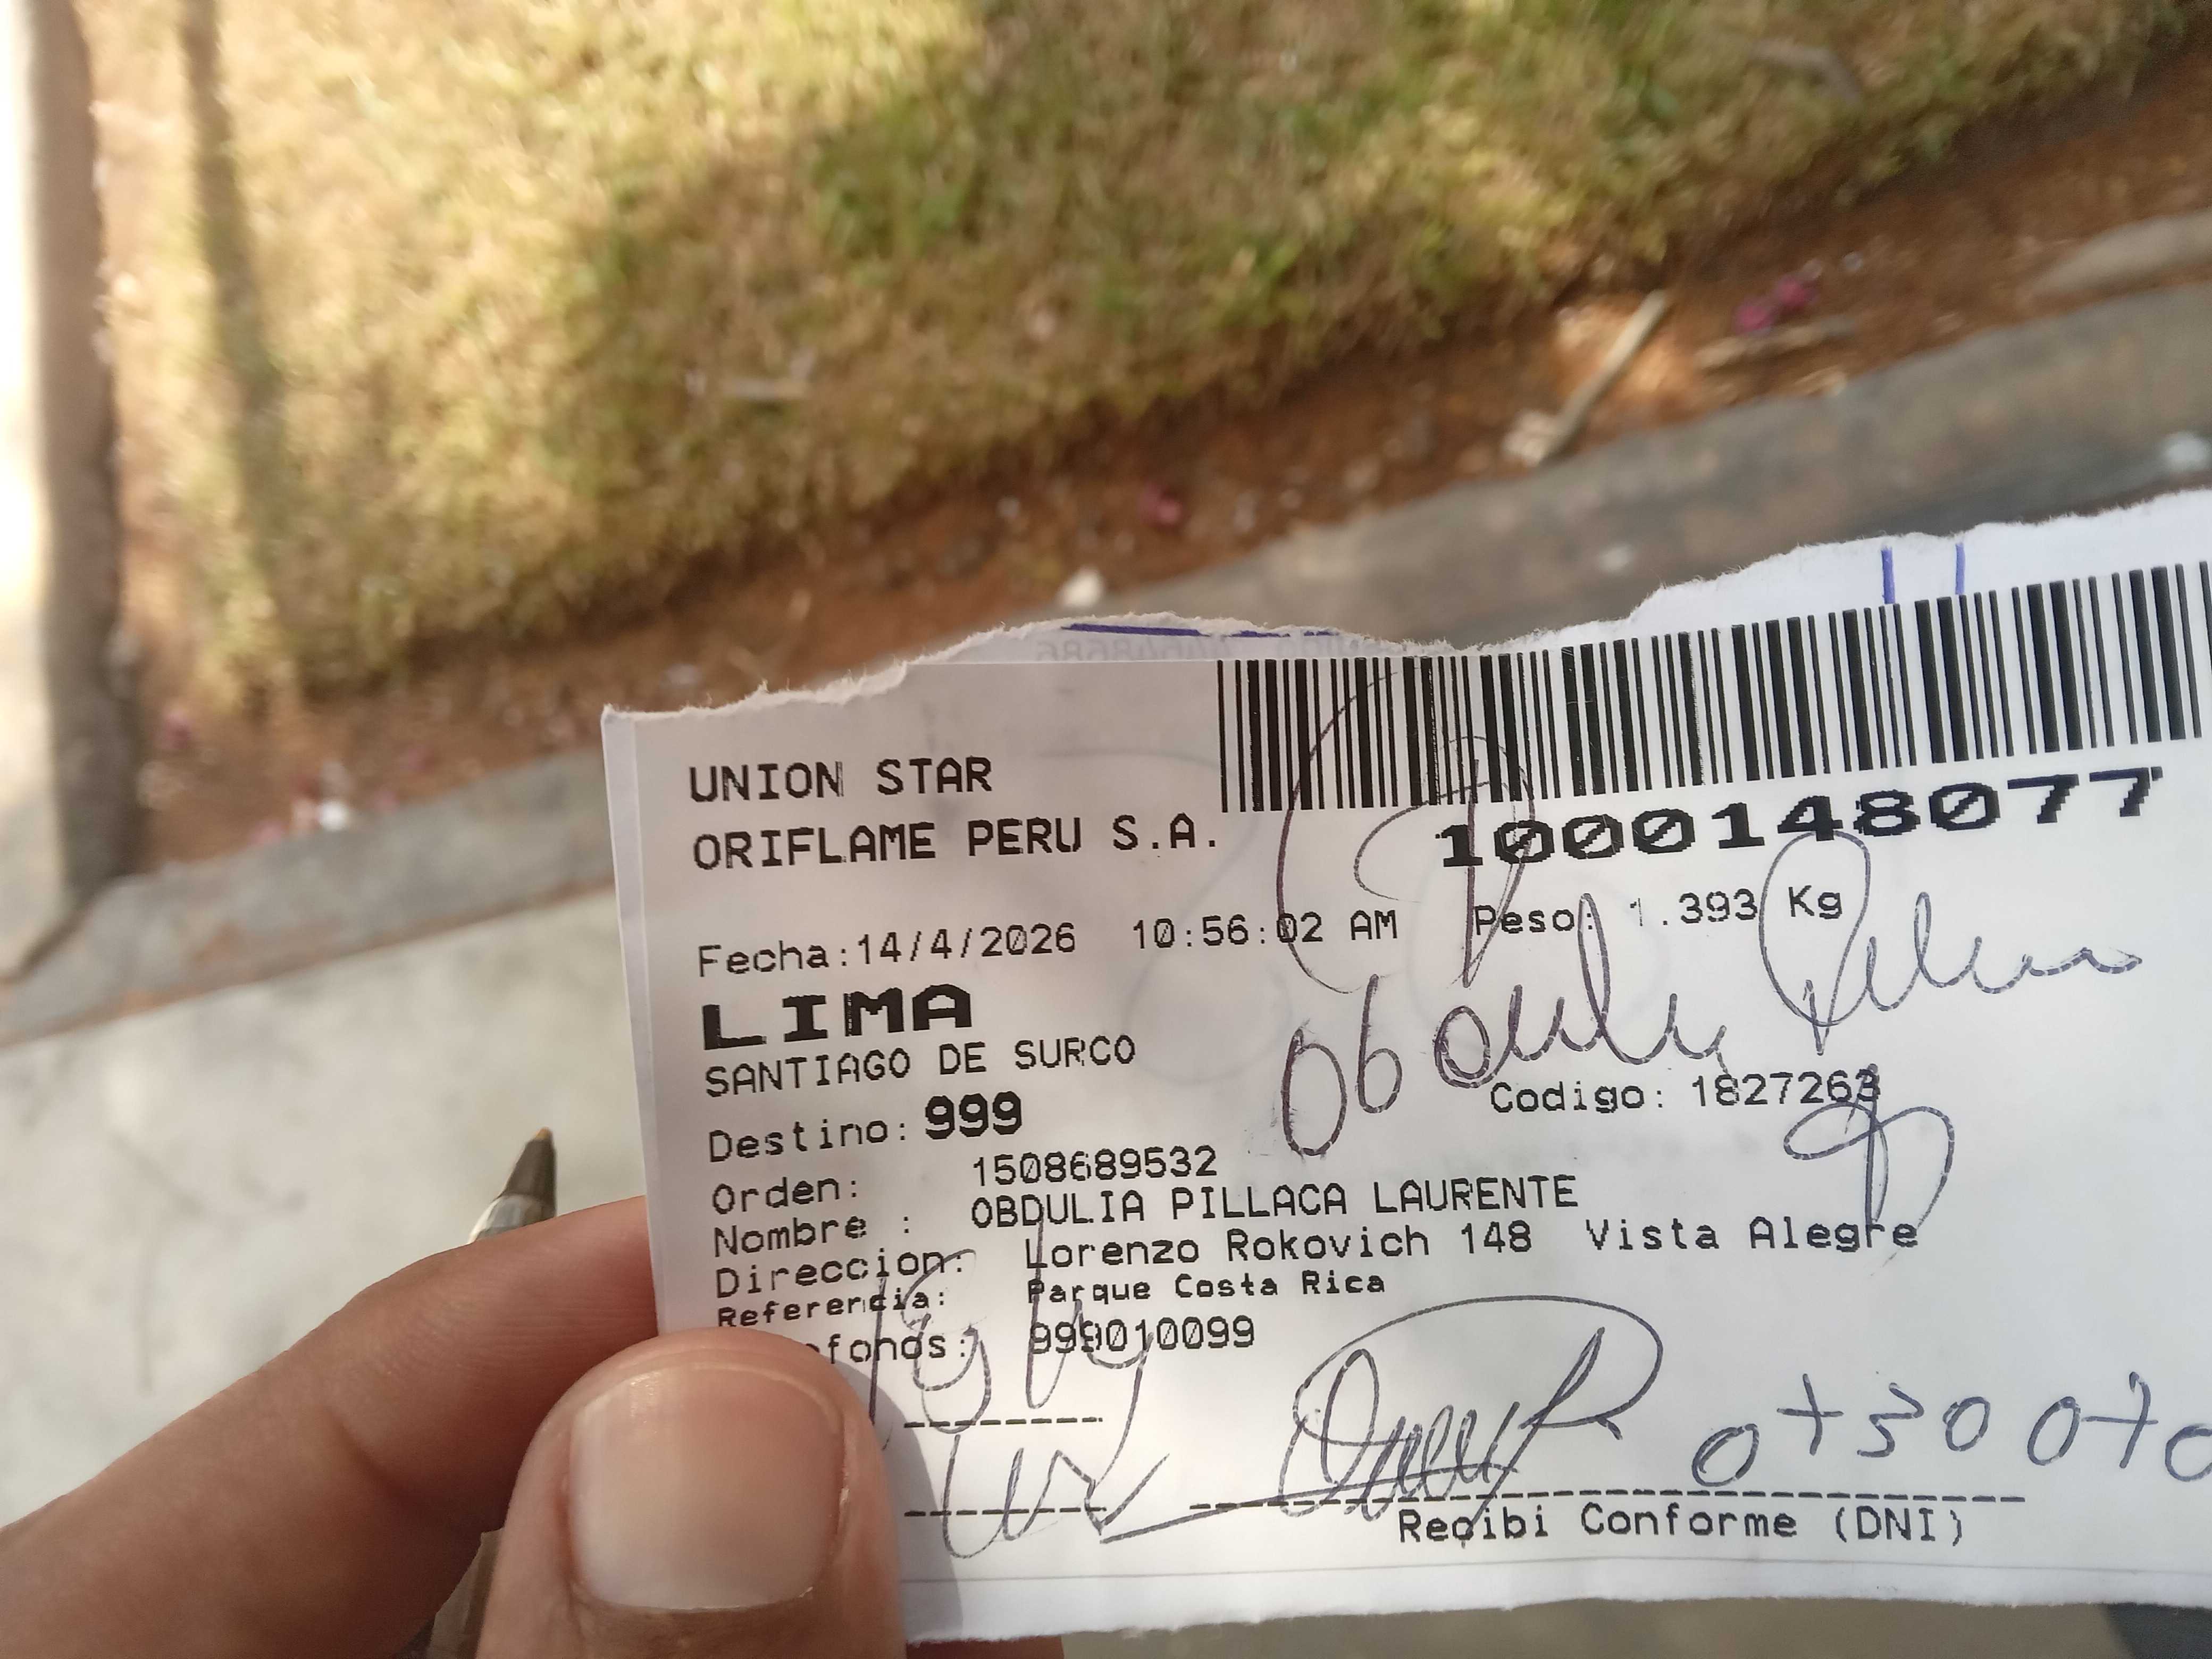 UNION STAR
ORIFLAME PERU S.A.
1000148077
Fecha:14/4/2026 10:56:02 AM Peso: 1.393 Kg
LIMA
SANTIAGO DE SURCO
Codigo: 1827263
Destino: 999
Orden: 1508689532
Nombre : OBDULIA PILLACA LAURENTE
Direccion: Lorenzo Rokovich 148 Vista Alegre
Referencia: Parque Costa Rica
999010099
Recibi Conforme (DNI)